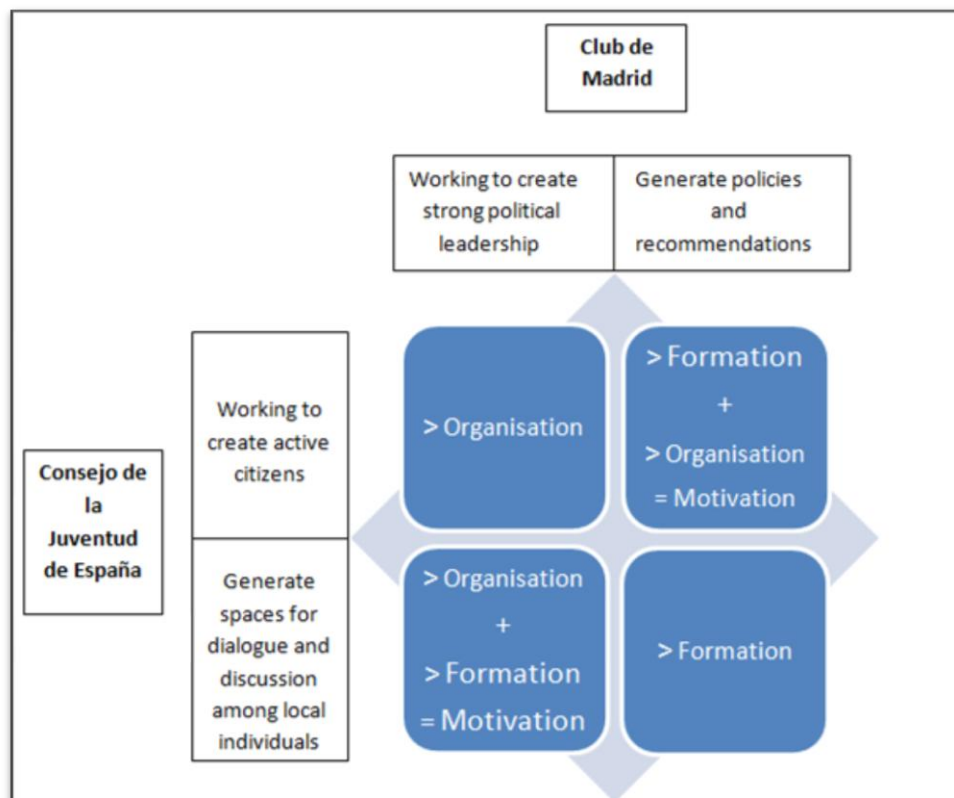 Club de
Madrid
Working to create
strong political
leadership
Generate policies
and
recommendations
Working to
create active
citizens
> Organisation
> Formation
+
> Organisation
= Motivation
Consejo de
la
Juventud
de España
Generate
spaces for
dialogue and
discussion
among local
individuals
> Organisation
+
> Formation
= Motivation
> Formation